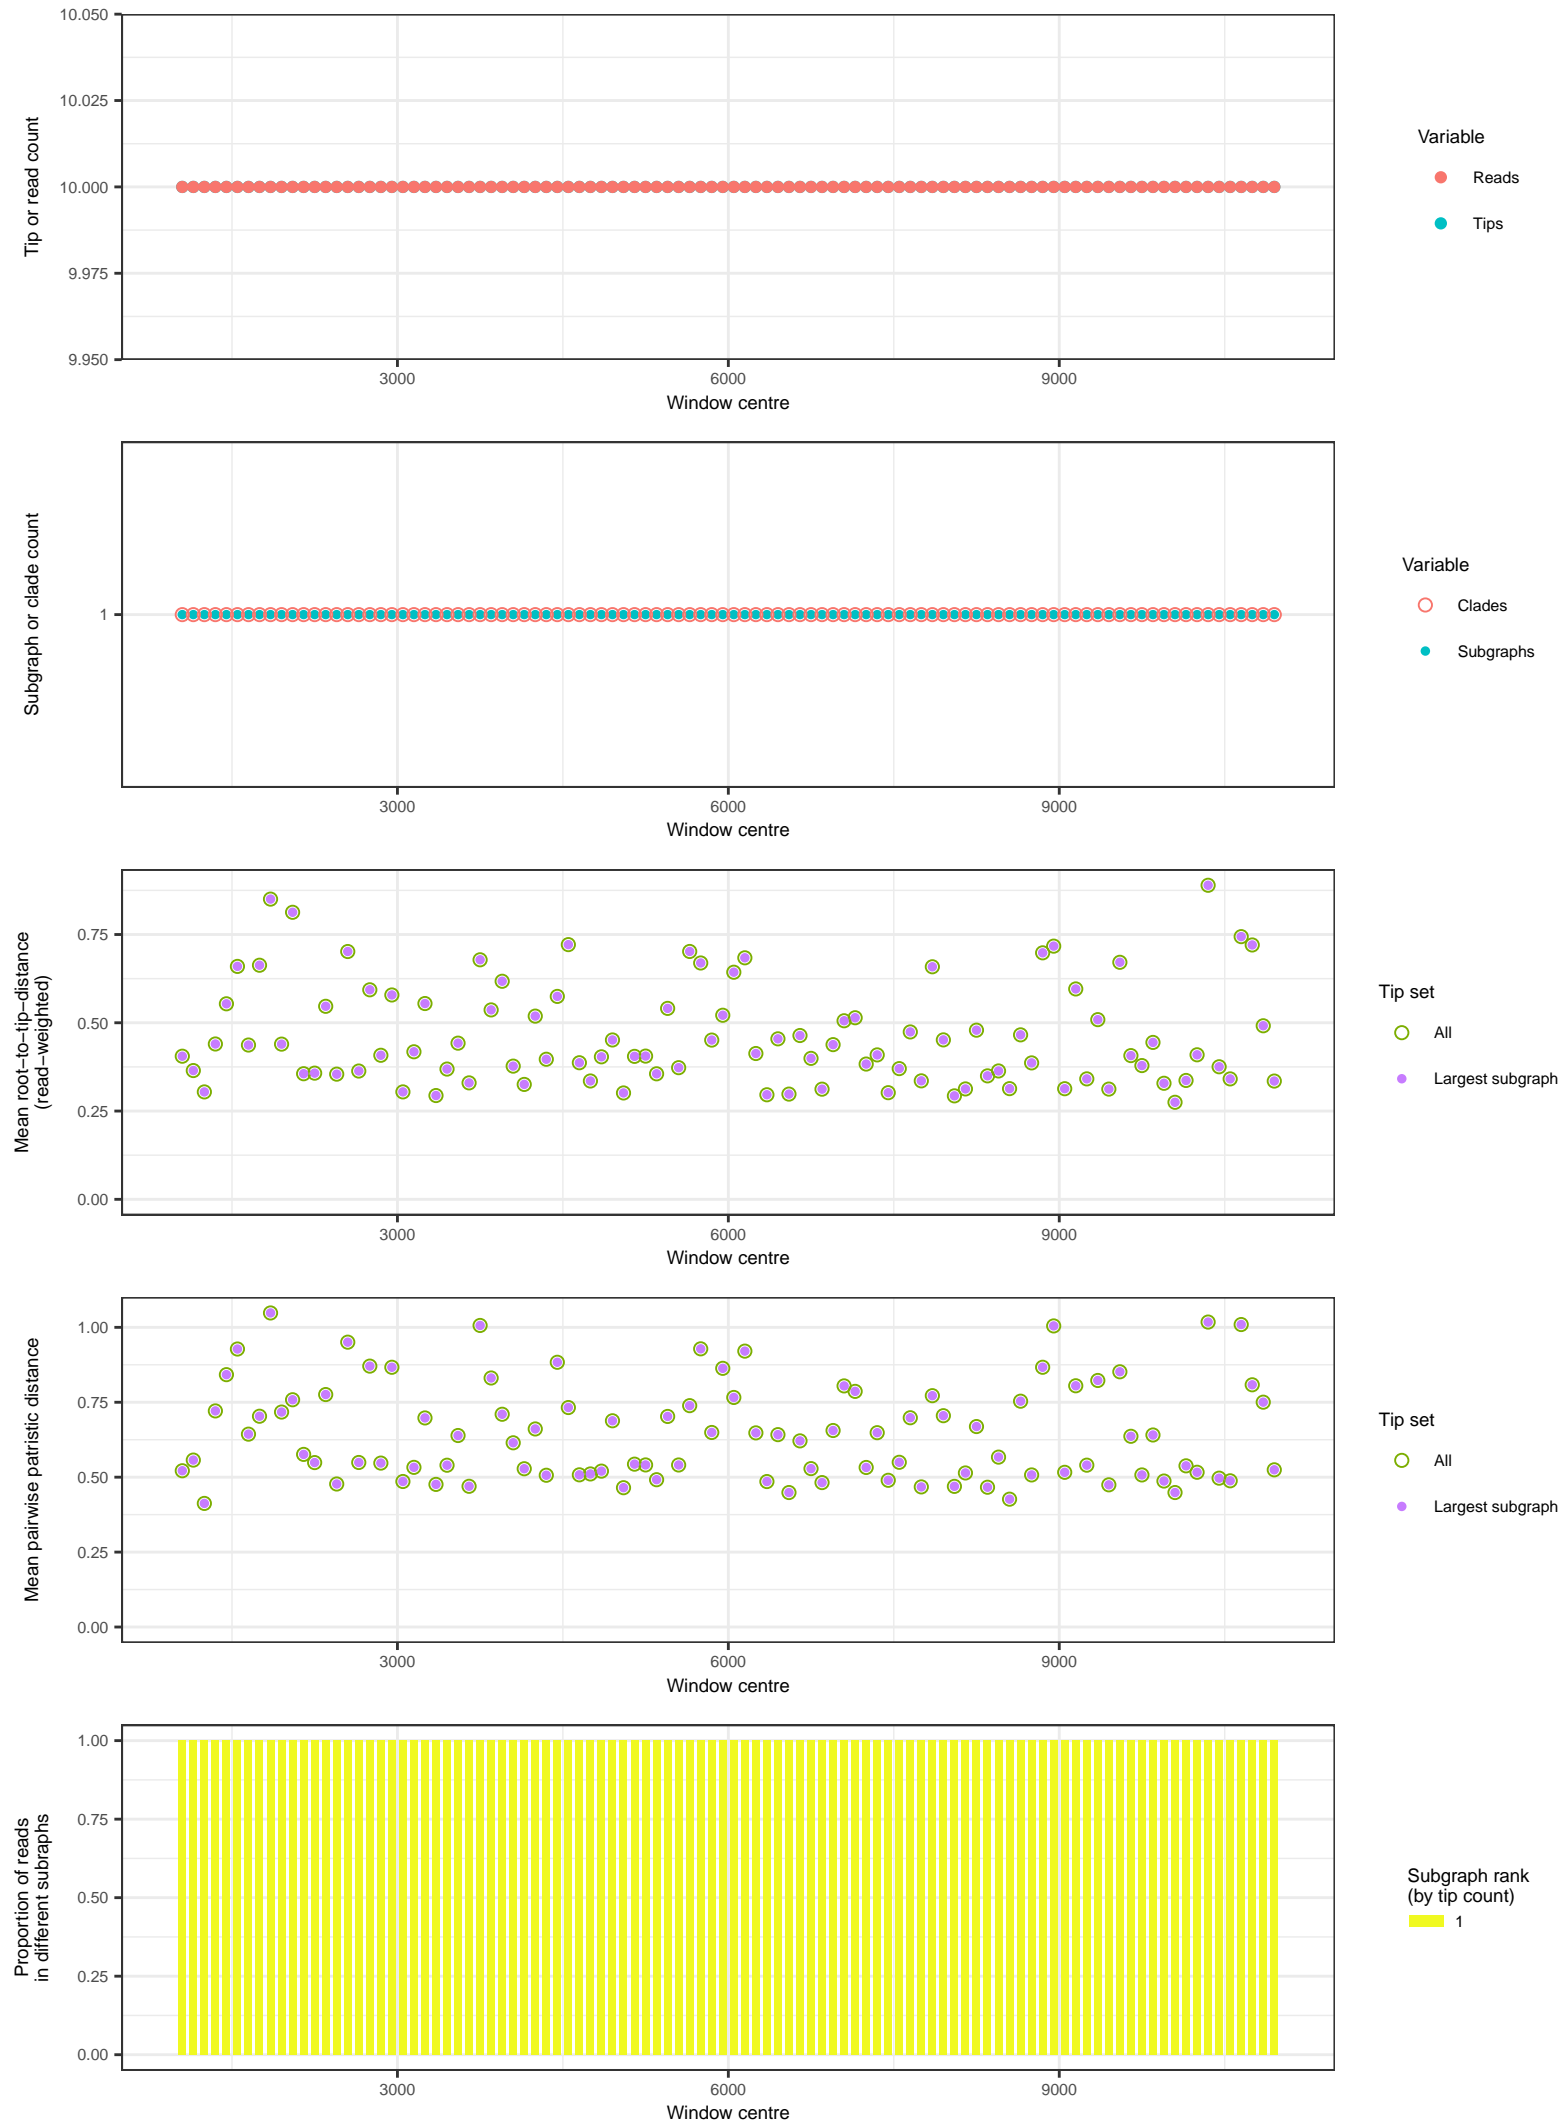 10.050
10.025
10.000
9.975
9.950
Tip or read count
3000
6000
9000
Window centre
Variable
Reads
Tips
1
Subgraph or clade count
3000
6000
9000
Window centre
Variable
Clades
Subgraphs
0.75
0.50
0.25
0.00
Mean root−to−tip−distance
(read−weighted)
3000
6000
9000
Window centre
Tip set
All
Largest subgraph
1.00
0.75
0.50
0.25
0.00
Mean pairwise patristic distance
3000
6000
9000
Window centre
Tip set
All
Largest subgraph
1.00
0.75
0.50
0.25
0.00
Proportion of reads
in different subraphs
3000
6000
9000
Window centre
Subgraph rank
(by tip count)
1